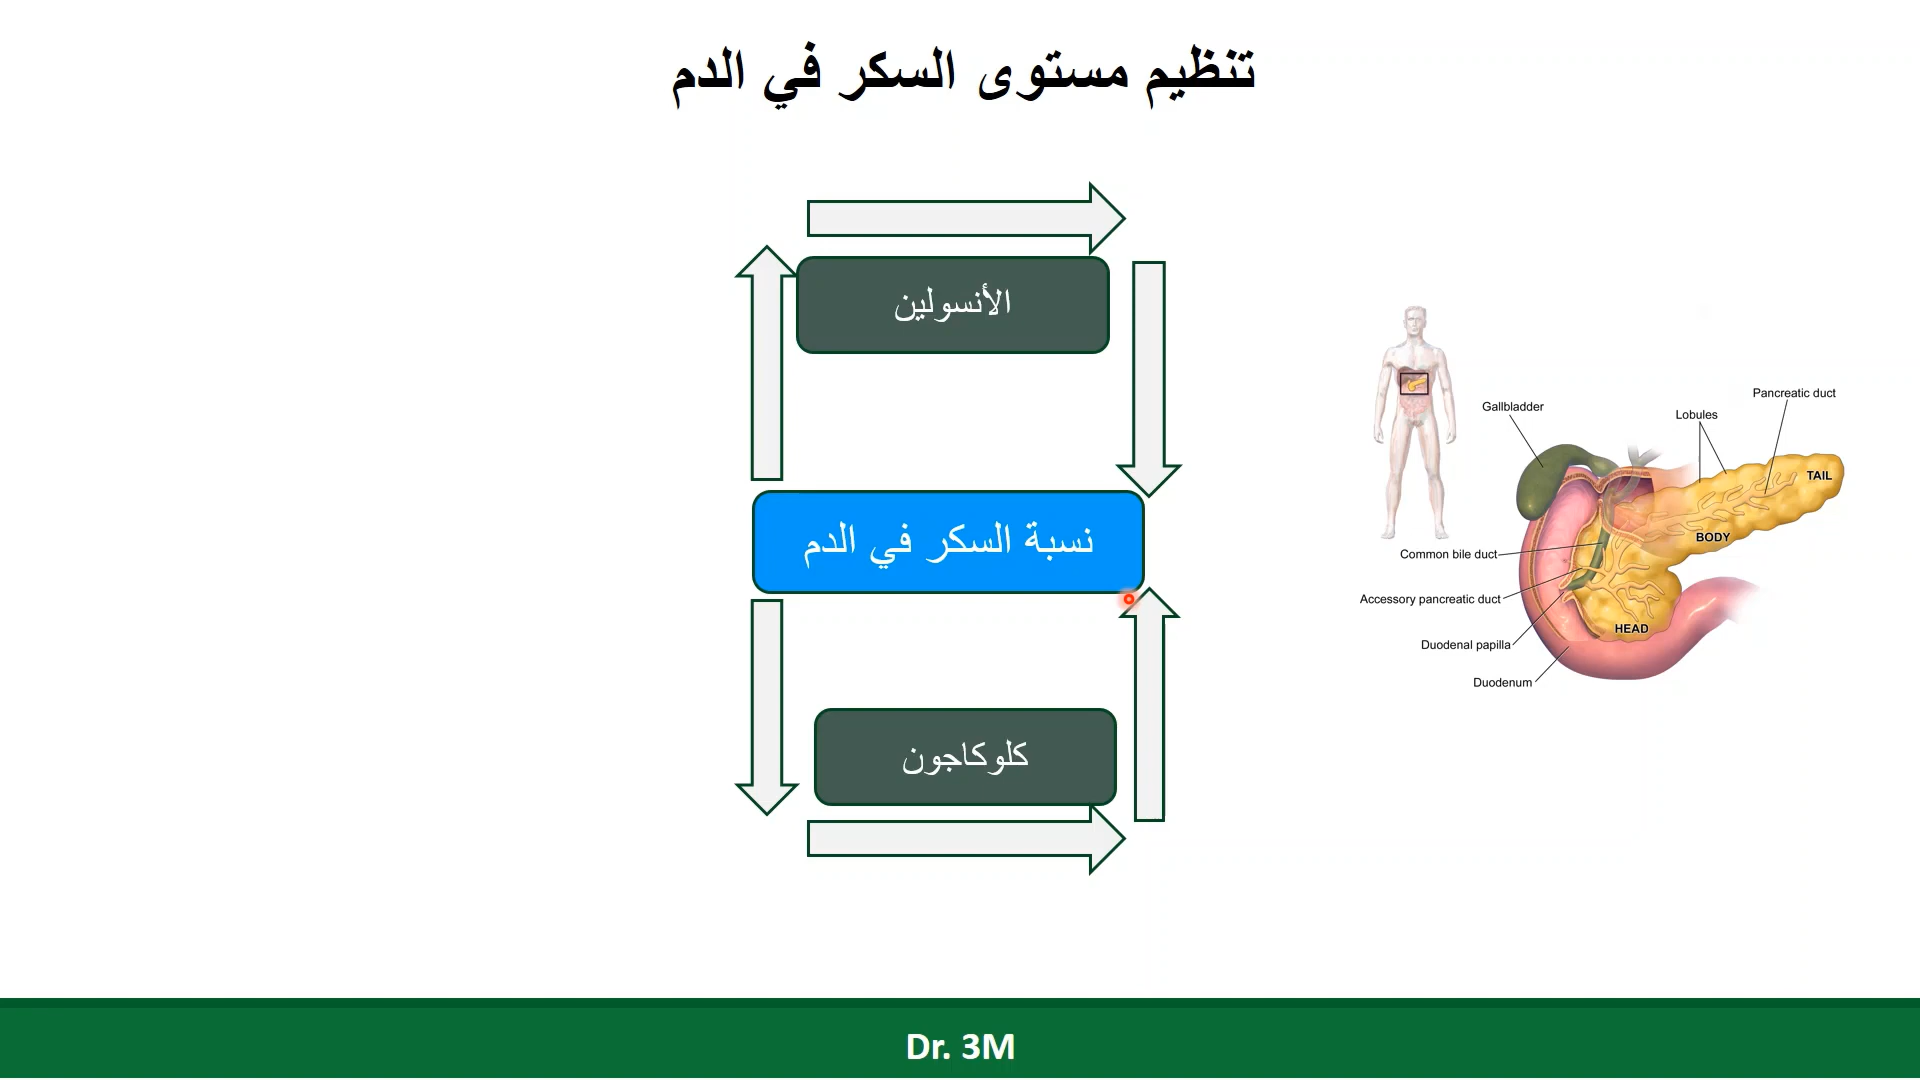 تنظيم مستوى السكر في الدم
الأنسولين
نسبة السكر في الدم
كلوكاجون
Gallbladder
Pancreatic duct
Lobules
TAIL
BODY
Common bile duct
Accessory pancreatic duct
HEAD
Duodenal papilla
Duodenum
Dr. 3M